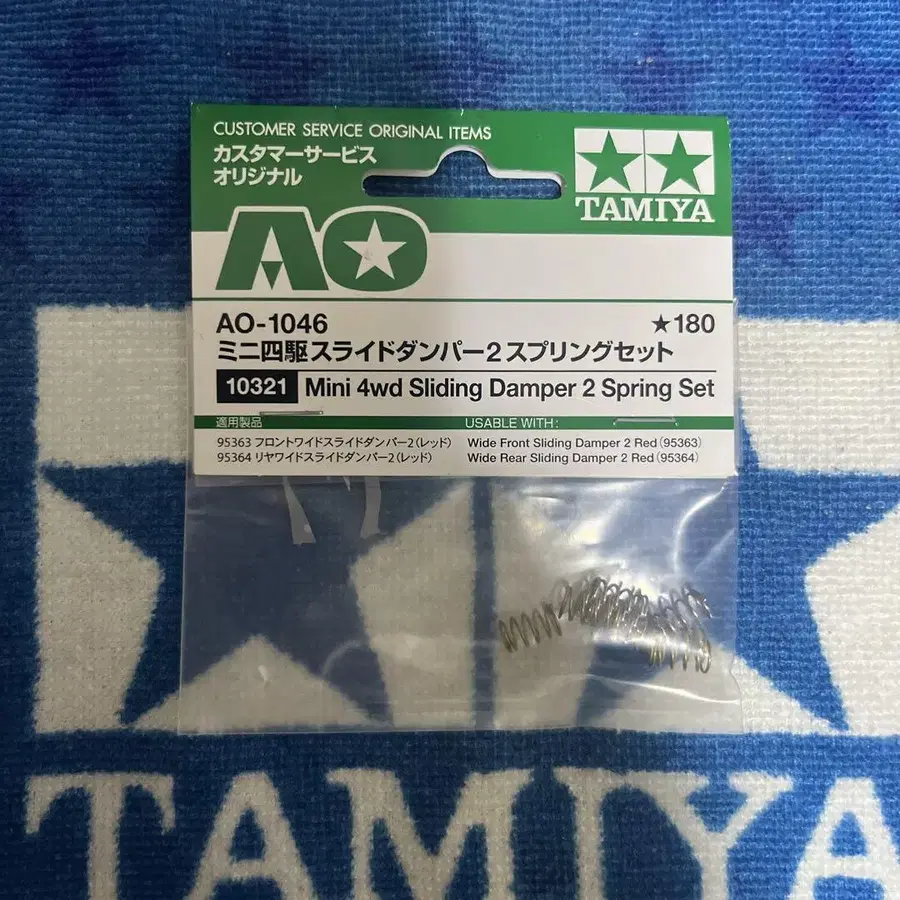 CUSTOMER SERVICE ORIGINAL ITEMS
カスタマーサービス
オリジナル
TAMIYA
AO
AO-1046 ★180
ミニ四駆スライドダンパー2スプリングセット
10321 Mini 4wd Sliding Damper 2 Spring Set
適用製品 USABLE WITH:
95363 フロントワイドスライドダンパー2(レッド) Wide Front Sliding Damper 2 Red (95363)
95364 リヤワイドスライドダンパー2(レッド) Wide Rear Sliding Damper 2 Red (95364)
TAMIYA